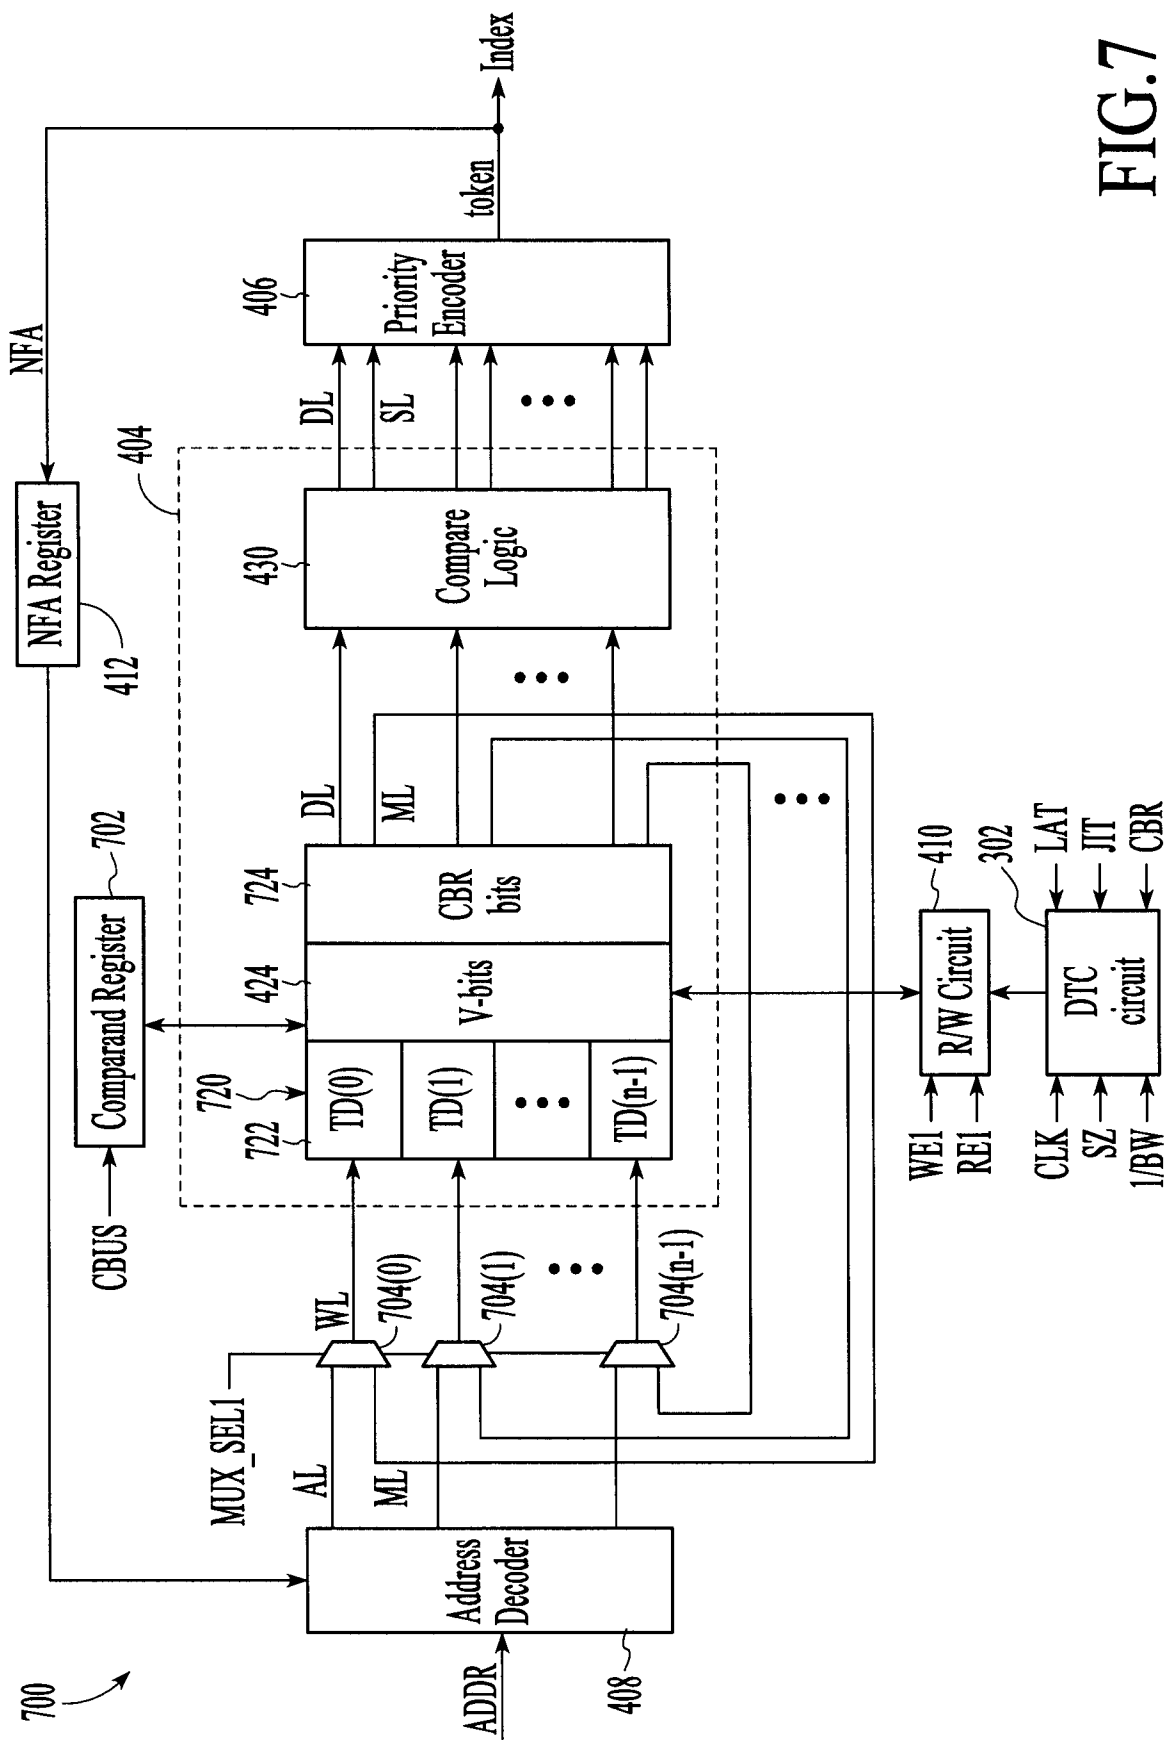 700
NFA
NFA Register
412
CBUS
Comparand Register
702
404
MUX_SEL1
AL
ML
WL
704(0)
704(1)
704(n-1)
ADDR
Address
Decoder
408
720
722
TD(0)
TD(1)
TD(n-1)
424
V-bits
724
CBR
bits
DL
ML
430
Compare
Logic
DL
SL
406
Priority
Encoder
token
Index
WE1
RE1
R/W Circuit
410
302
CLK
SZ
1/BW
DTC
circuit
LAT
JIT
CBR
FIG.7